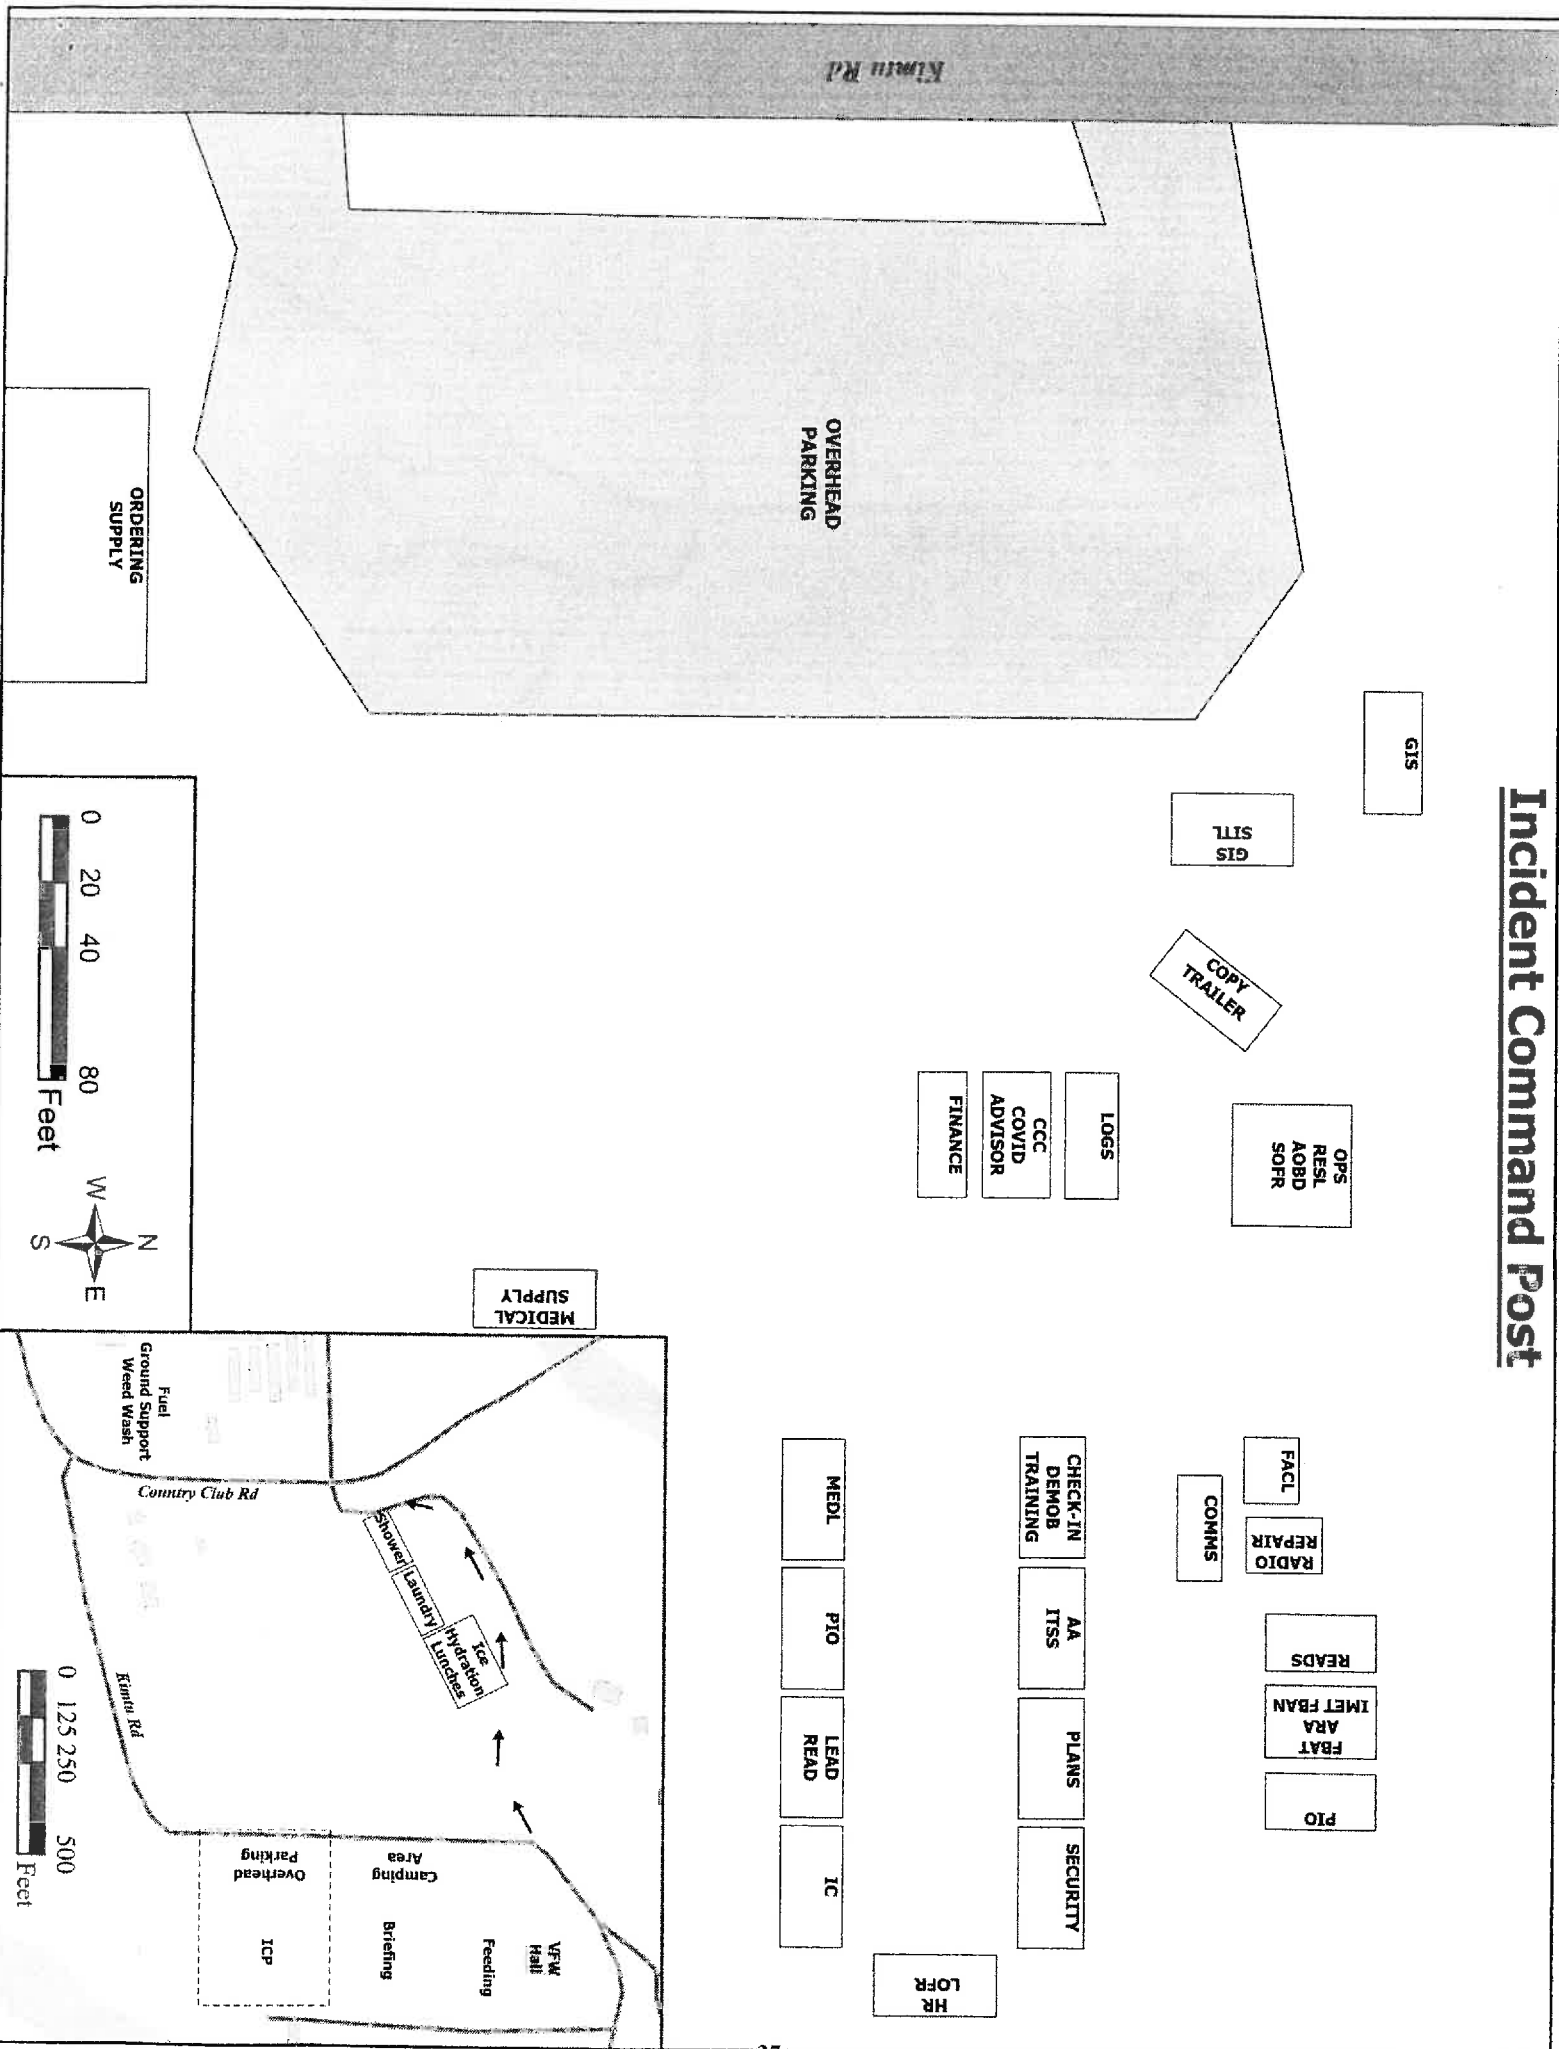 Incident Command Post
Kimtu Rd
OVERHEAD
PARKING
ORDERING
SUPPLY
GIS
GIS
SITL
COPY
TRAILER
OPS
RESL
AOBD
SOFR
LOGS
CCC
COVID
ADVISOR
FINANCE
MEDICAL
SUPPLY
FACL
RADIO
REPAIR
COMMS
READS
FBAT
ARA
IMET FBAN
PIO
CHECK-IN
DEMOB
TRAINING
AA
ITSS
PLANS
SECURITY
MEDL
PIO
LEAD
READ
IC
HR
LOFR
0 20 40 80
Feet
N
W E
S
Fuel
Ground Support
Weed Wash
Country Club Rd
Shower
Laundry
Ice
Hydration
Lunches
Kimtu Rd
Overhead
Parking
Camping
Area
ICP
Briefing
Feeding
VFW
Hall
0 125 250 500
Feet